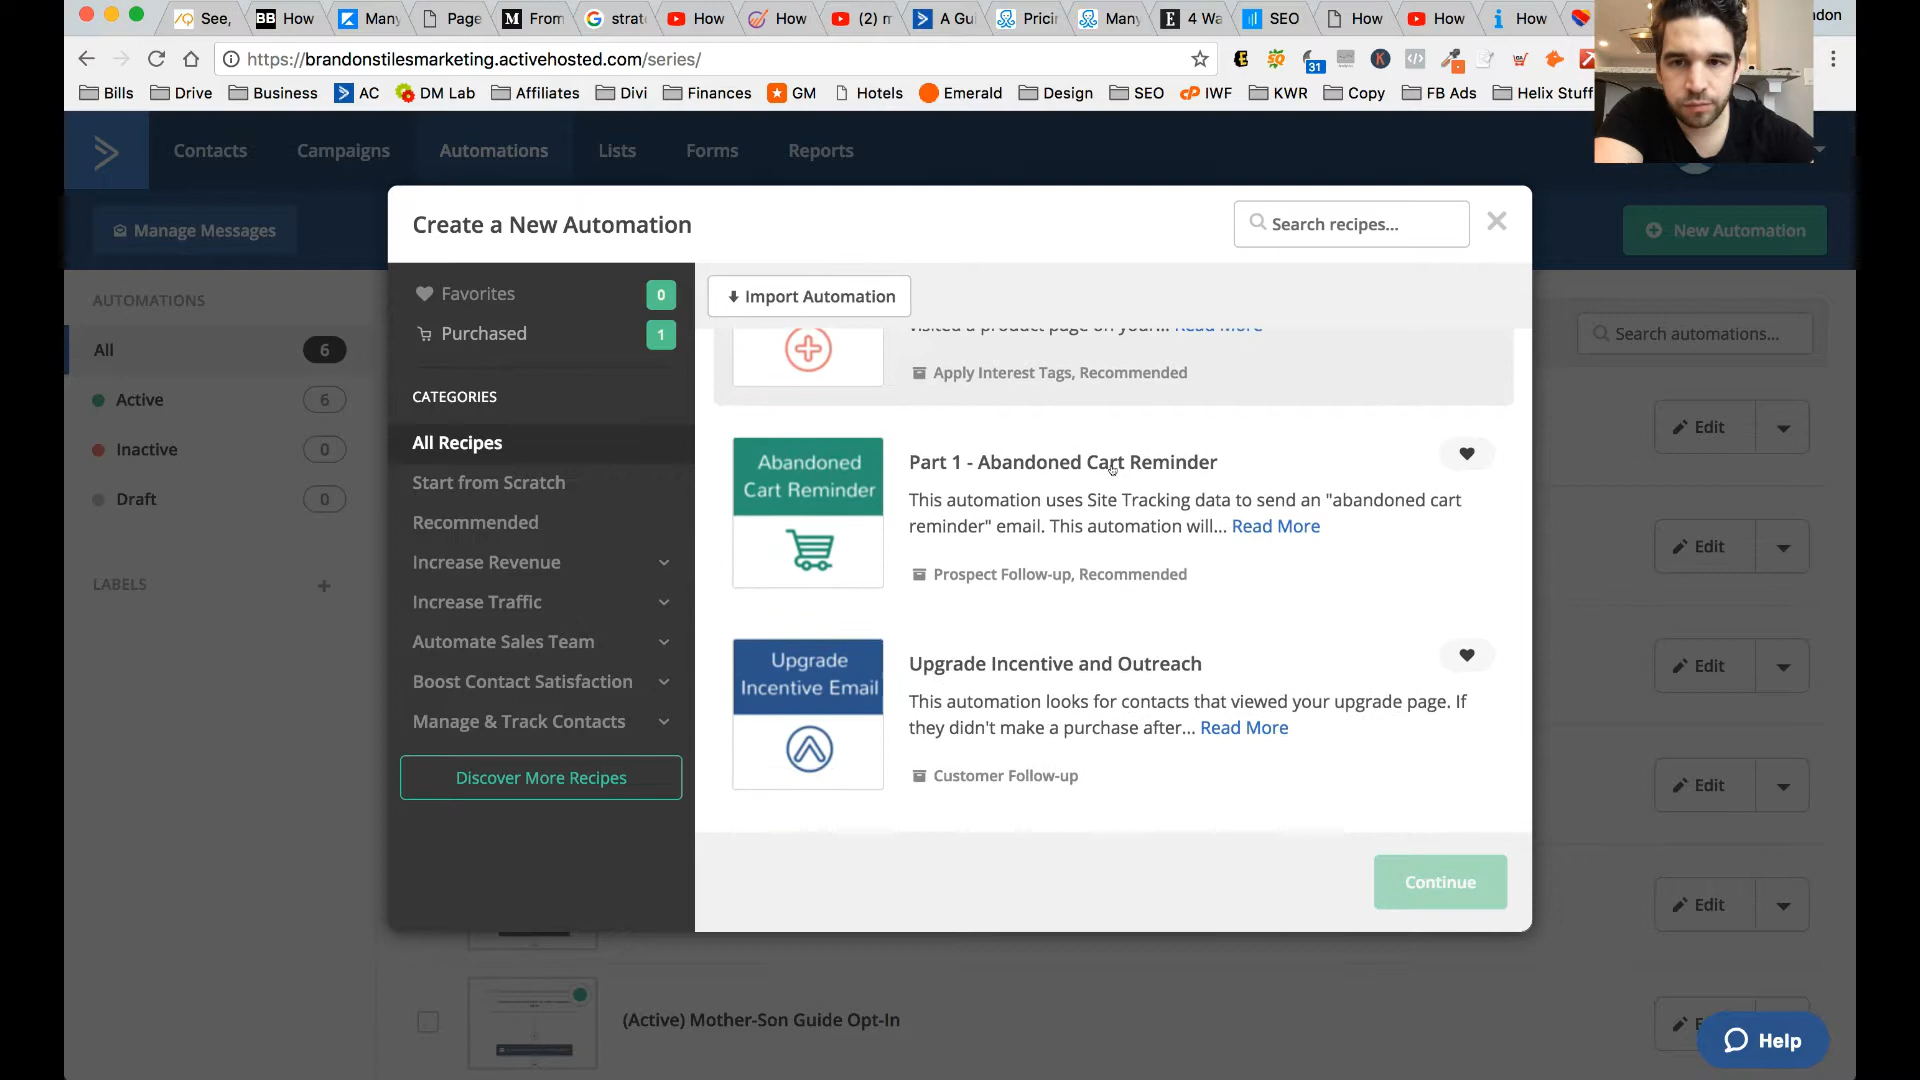 See,
BB How
Many
Page
M From
G strat
How
How
(2) m
A Gui
Pricin
Many
E 4 Wa
SEO
How
How
How
ndon
https://brandonstilesmarketing.activehosted.com/series/
31
Bills
Drive
Business
AC
DM Lab
Affiliates
Divi
Finances
GM
Hotels
Emerald
Design
SEO
cP IWF
KWR
Copy
FB Ads
Helix Stuff
Contacts
Campaigns
Automations
Lists
Forms
Reports
Manage Messages
New Automation
Create a New Automation
Search recipes...
AUTOMATIONS
All 6
Active 6
Inactive 0
Draft 0
LABELS +
Search automations...
Favorites 0
Purchased 1
CATEGORIES
All Recipes
Start from Scratch
Recommended
Increase Revenue
Increase Traffic
Automate Sales Team
Boost Contact Satisfaction
Manage & Track Contacts
Discover More Recipes
Import Automation
visited a product page on your... Read More
Apply Interest Tags, Recommended
Abandoned
Cart Reminder
Part 1 - Abandoned Cart Reminder
This automation uses Site Tracking data to send an "abandoned cart
reminder" email. This automation will... Read More
Prospect Follow-up, Recommended
Upgrade
Incentive Email
Upgrade Incentive and Outreach
This automation looks for contacts that viewed your upgrade page. If
they didn't make a purchase after... Read More
Customer Follow-up
Continue
Edit
Edit
Edit
Edit
Edit
(Active) Mother-Son Guide Opt-In
Help